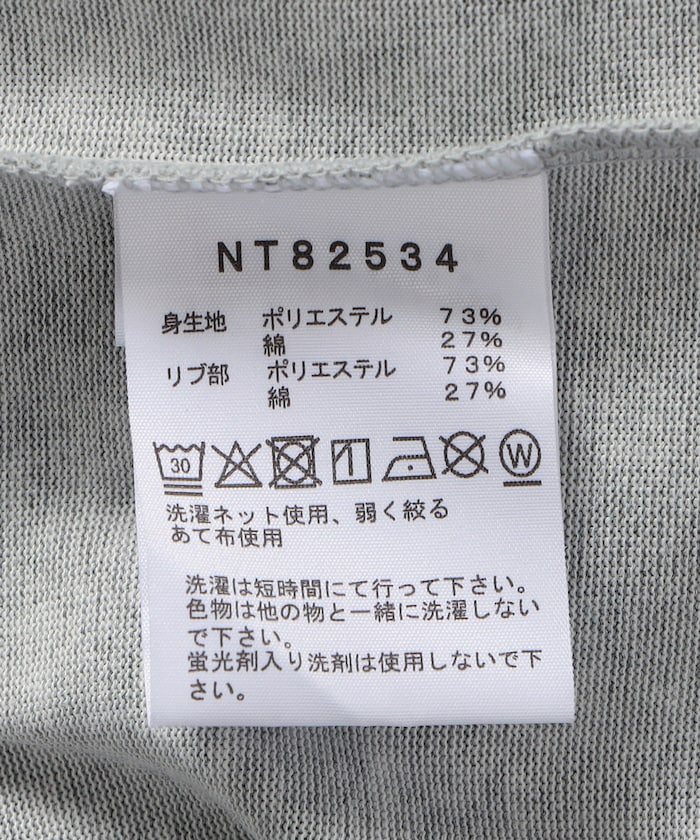 NT82534
身生地 ポリエステル 73%
綿 27%
リブ部 ポリエステル 73%
綿 27%
30 W
洗濯ネット使用、弱く絞る
あて布使用
洗濯は短時間にて行って下さい。
色物は他の物と一緒に洗濯しない
で下さい。
蛍光剤入り洗剤は使用しないで下
さい。